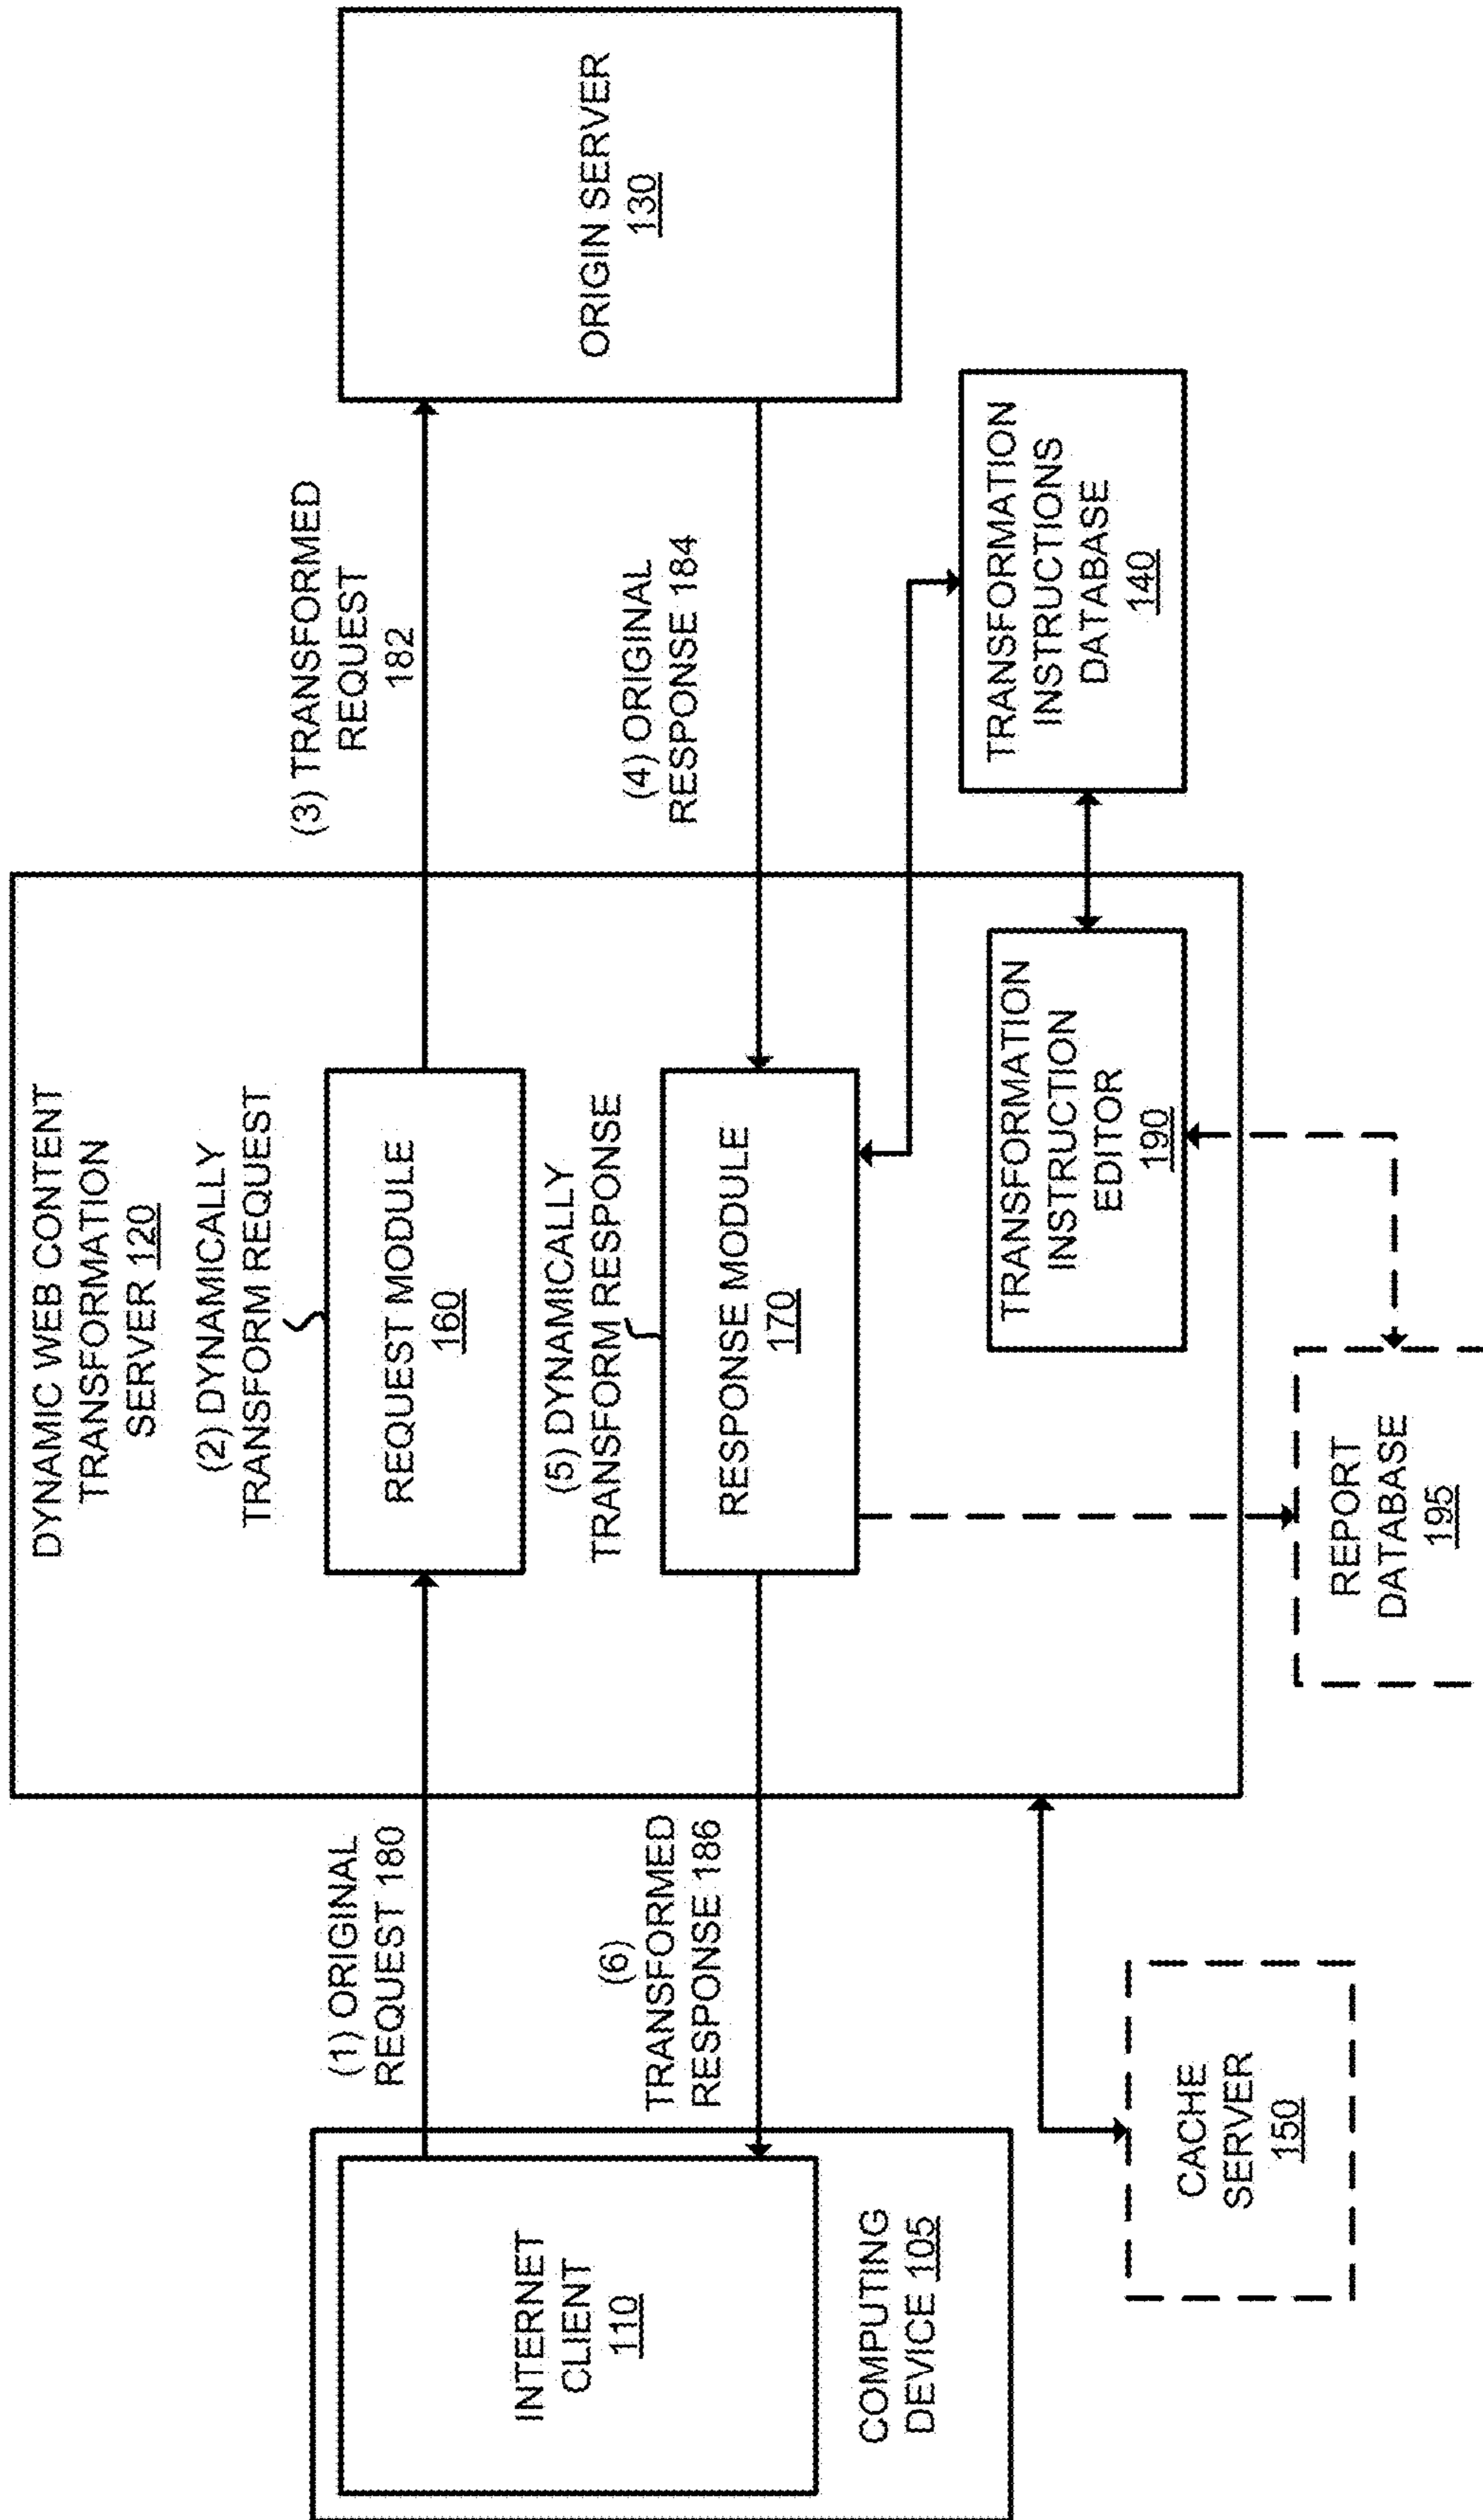 DYNAMIC WEB CONTENT
TRANSFORMATION
SERVER 120
(1) ORIGINAL
REQUEST 180
(2) DYNAMICALLY
TRANSFORM REQUEST
REQUEST MODULE
160
(3) TRANSFORMED
REQUEST
182
INTERNET
CLIENT
110
COMPUTING
DEVICE 105
(6)
TRANSFORMED
RESPONSE 186
(5) DYNAMICALLY
TRANSFORM RESPONSE
RESPONSE MODULE
170
(4) ORIGINAL
RESPONSE 184
ORIGIN SERVER
130
TRANSFORMATION
INSTRUCTION
EDITOR
190
TRANSFORMATION
INSTRUCTIONS
DATABASE
140
CACHE
SERVER
150
REPORT
DATABASE
195